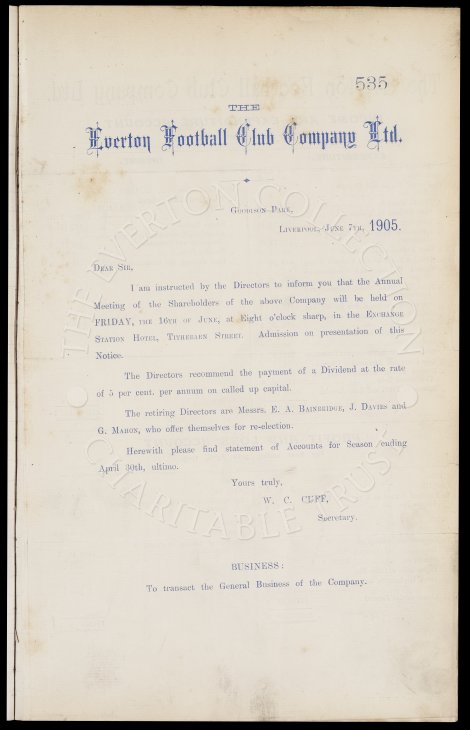 535
THE
Everton Football Club Company Ltd.
GOODISON PARK,
LIVERPOOL, JUNE 7TH, 1905.
DEAR SIR,
I am instructed by the Directors to inform you that the Annual
Meeting of the Shareholders of the above Company will be held on
FRIDAY, THE 16TH OF JUNE, at Eight o'clock sharp, in the EXCHANGE
STATION HOTEL, TITHEBARN STREET. Admission on presentation of this
Notice.
The Directors recommend the payment of a Dividend at the rate
of 5 per cent. per annum on called up capital.
The retiring Directors are Messrs. E. A. BAINBRIDGE, J. DAVIES and
G. MAHON, who offer themselves for re-election.
Herewith please find statement of Accounts for Season ending
April 30th, ultimo.
Yours truly,
W. C. CUFF,
Secretary.
BUSINESS:
To transact the General Business of the Company.
THE EVERTON COLLECTION
CHARITABLE TRUST